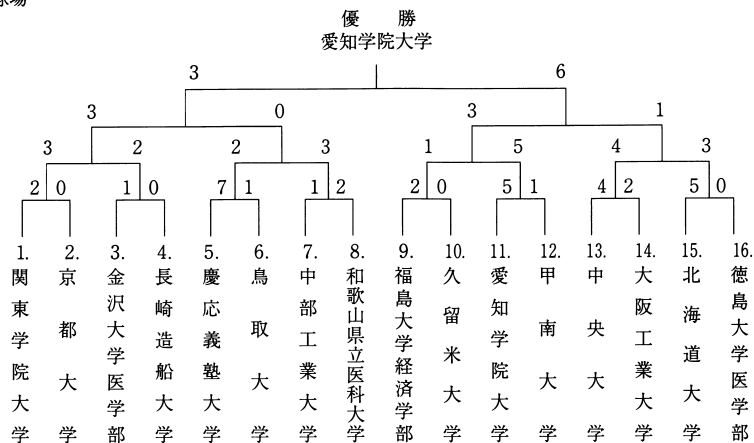 優 勝
愛知学院大学
3 6
3 0 3 1
3 2 2 3 1 5 4 3
2 0 1 0 7 1 1 2 2 0 5 1 4 2 5 0
1. 関東学院大学
2. 京都大学
3. 金沢大学医学部
4. 長崎造船大学
5. 慶応義塾大学
6. 鳥取大学
7. 中部工業大学
8. 和歌山県立医科大学
9. 福島大学経済学部
10. 久留米大学
11. 愛知学院大学
12. 甲南大学
13. 中央大学
14. 大阪工業大学
15. 北海道大学
16. 徳島大学医学部